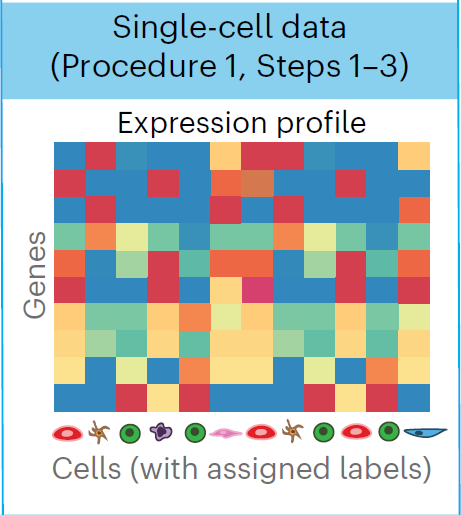 Single-cell data
(Procedure 1, Steps 1–3)
Expression profile
Genes
Cells (with assigned labels)